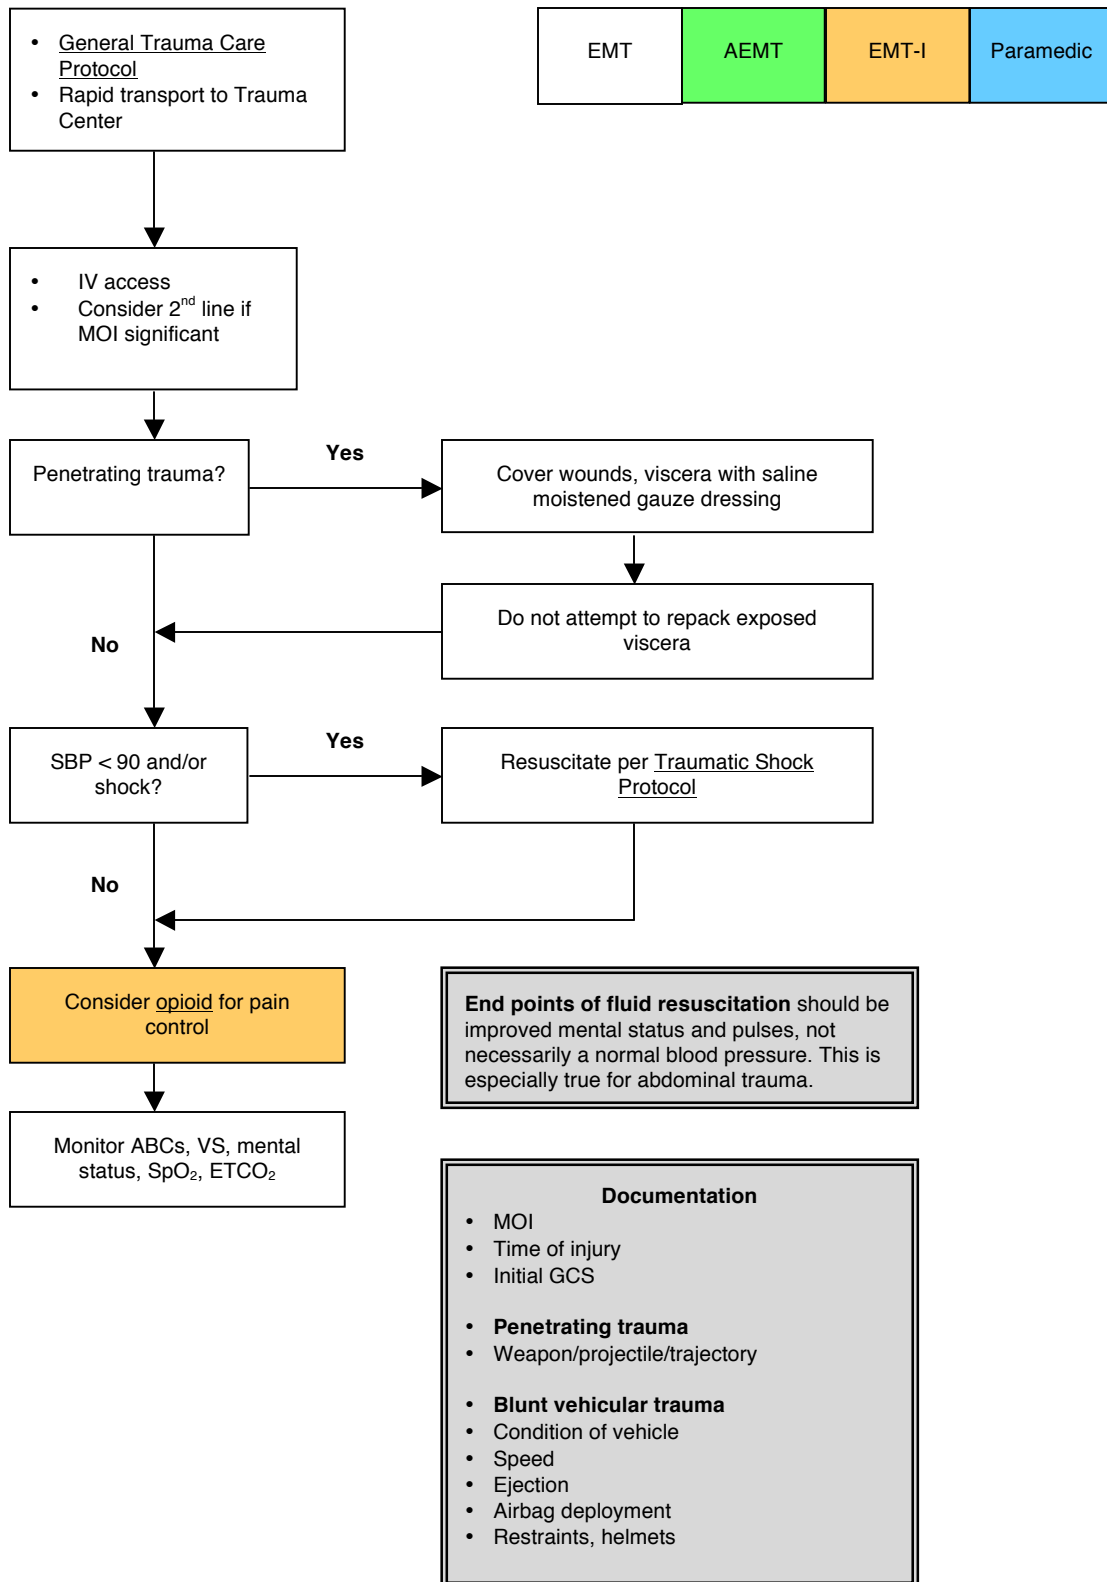 • General Trauma Care
Protocol
• Rapid transport to Trauma
Center
EMT
AEMT
EMT-I
Paramedic
• IV access
• Consider 2nd line if
MOI significant
Penetrating trauma?
Yes
Cover wounds, viscera with saline
moistened gauze dressing
Do not attempt to repack exposed
viscera
No
SBP < 90 and/or
shock?
Yes
Resuscitate per Traumatic Shock
Protocol
No
Consider opioid for pain
control
End points of fluid resuscitation should be
improved mental status and pulses, not
necessarily a normal blood pressure. This is
especially true for abdominal trauma.
Monitor ABCs, VS, mental
status, SpO₂, ETCO₂
Documentation
• MOI
• Time of injury
• Initial GCS
• Penetrating trauma
• Weapon/projectile/trajectory
• Blunt vehicular trauma
• Condition of vehicle
• Speed
• Ejection
• Airbag deployment
• Restraints, helmets